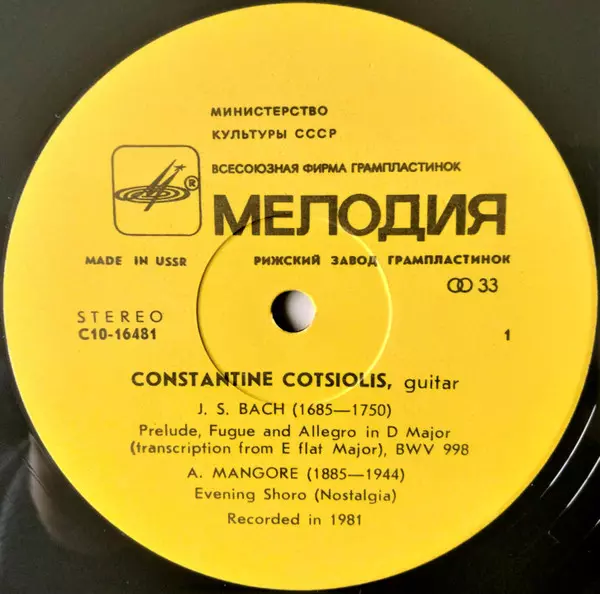 МИНИСТЕРСТВО
КУЛЬТУРЫ СССР
ВСЕСОЮЗНАЯ ФИРМА ГРАМПЛАСТИНОК
®
МЕЛОДИЯ
MADE IN USSR РИЖСКИЙ ЗАВОД ГРАМПЛАСТИНОК
33
STEREO
C10-16481 1
CONSTANTiNE COTSIOLIS, guitar
J. S. BACH (1685—1750)
Prelude, Fugue and Allegro in D Major
(transcription from E flat Major), BWV 998
A. MANGORE (1885—1944)
Evening Shoro (Nostalgia)
Recorded in 1981